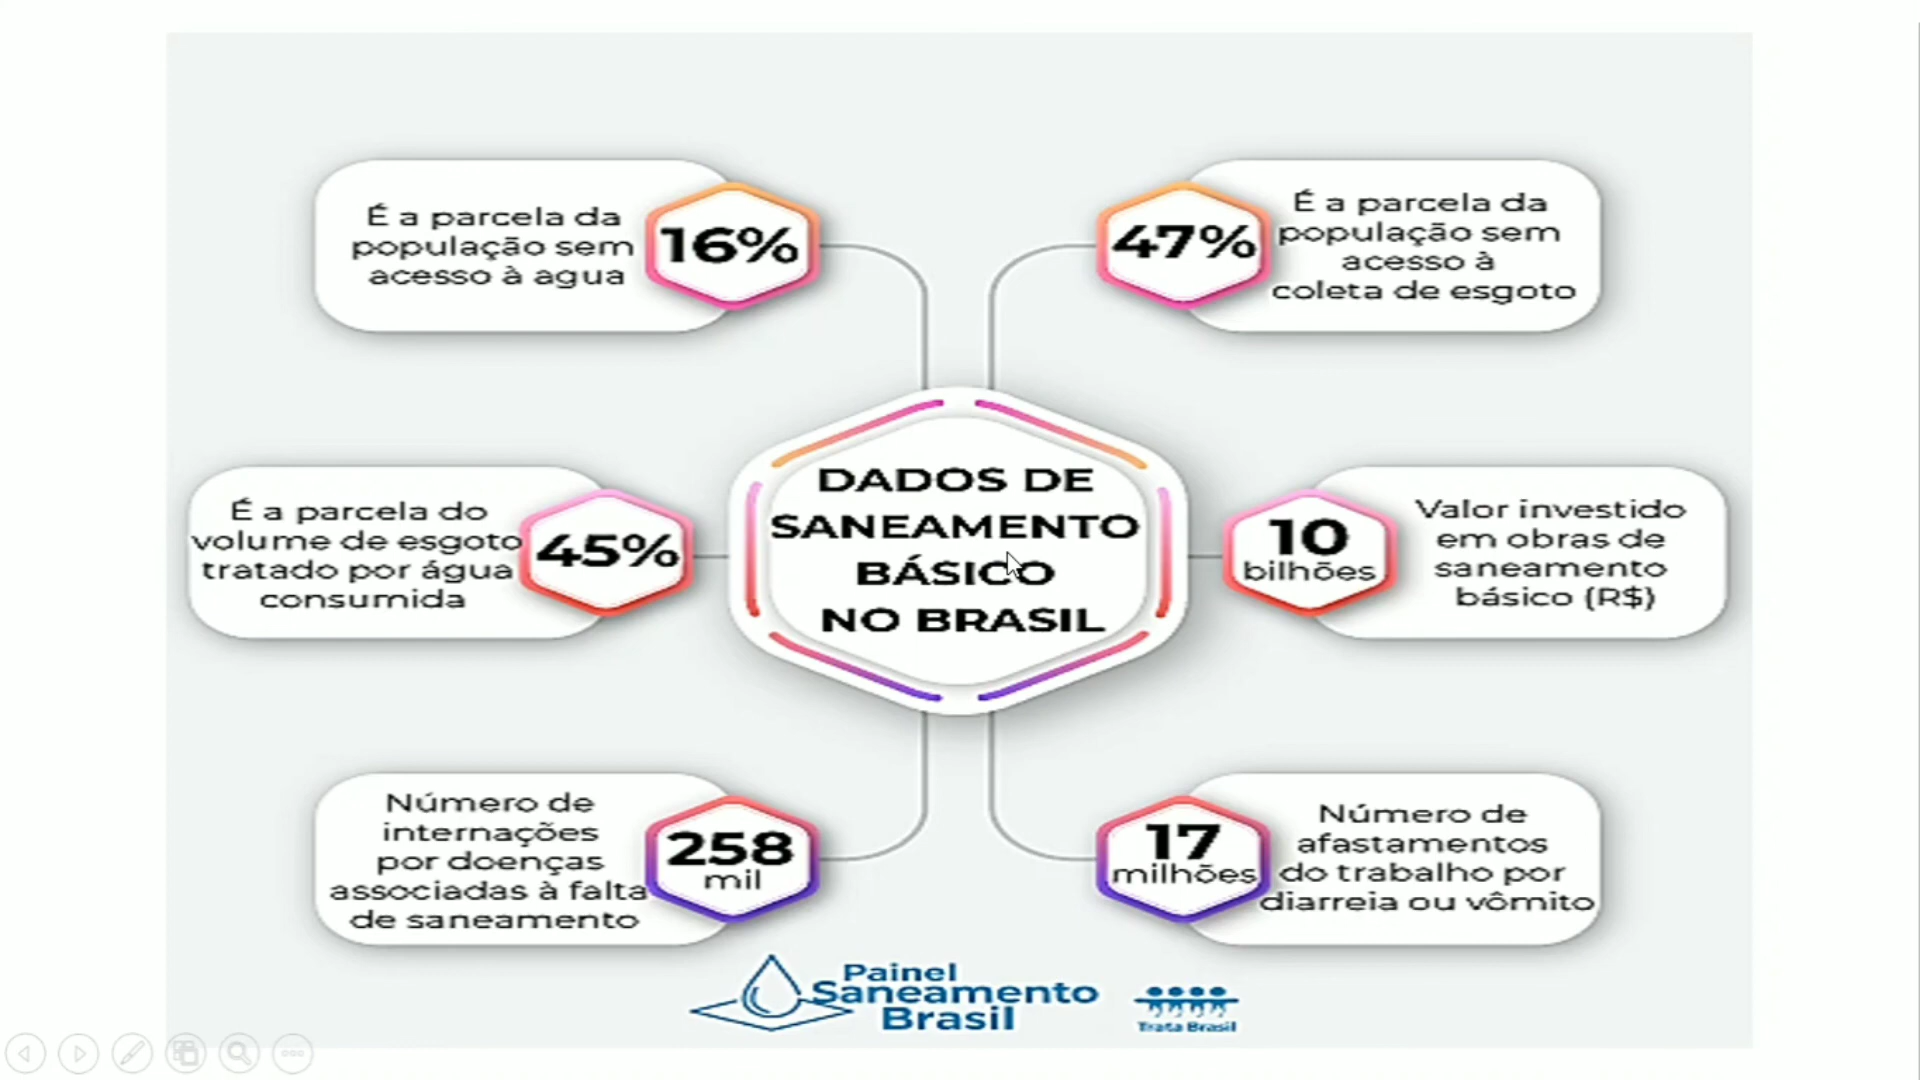 É a parcela da
população sem
acesso à agua
16%
47%
É a parcela da
população sem
acesso à
coleta de esgoto
É a parcela do
volume de esgoto
tratado por água
consumida
45%
DADOS DE
SANEAMENTO
BÁSICO
NO BRASIL
10
bilhões
Valor investido
em obras de
saneamento
básico (R$)
Número de
internações
por doenças
associadas à falta
de saneamento
258
mil
17
milhões
Número de
afastamentos
do trabalho por
diarreia ou vômito
Painel
Saneamento
Brasil
Trata Brasil